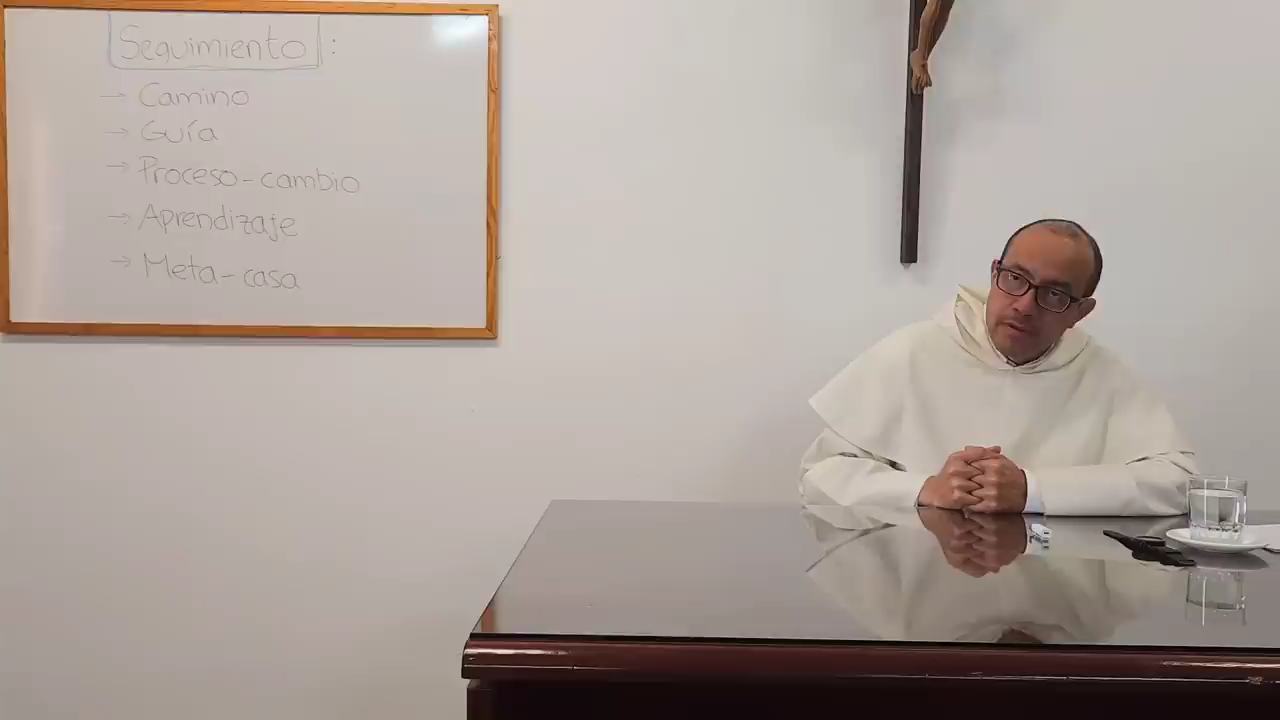 Seguimiento:
→ Camino
→ Guía
→ Proceso-cambio
→ Aprendizaje
→ Meta-casa